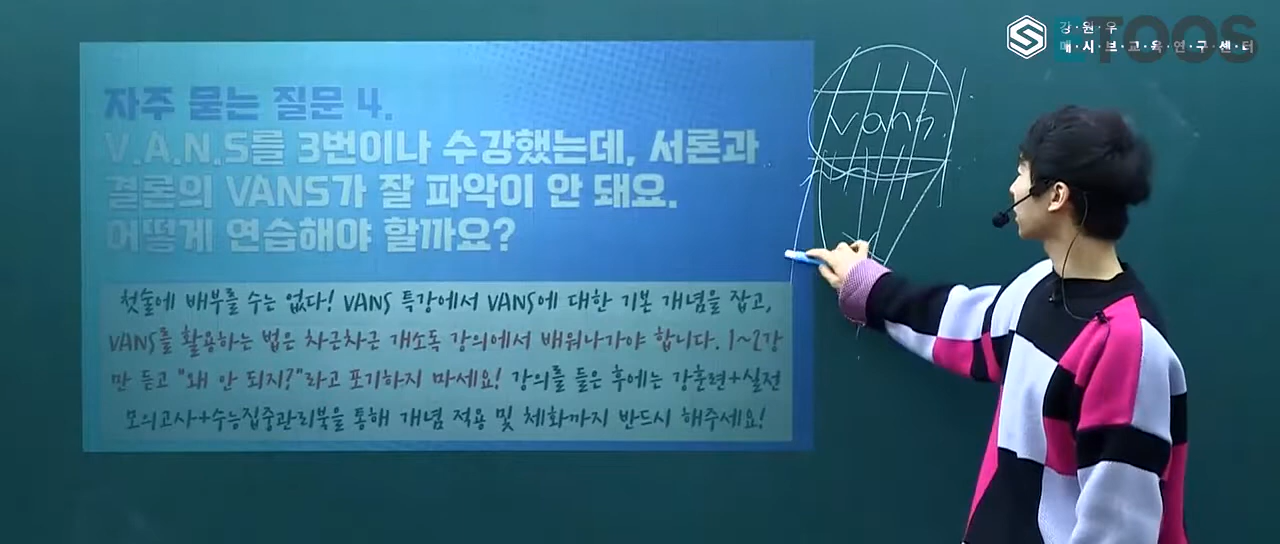 강·원·우
매·시·브·교·육·연·구·센·터
ETOOS
자주 묻는 질문 4.
V.A.N.S를 3번이나 수강했는데, 서론과
결론의 VANS가 잘 파악이 안 돼요.
어떻게 연습해야 할까요?
vans.
첫술에 배부를 수는 없다! VANS 특강에서 VANS에 대한 기본 개념을 잡고,
VANS를 활용하는 법은 차근차근 개소독 강의에서 배워나가야 합니다. 1~2강
만 듣고 "왜 안 되지?"라고 포기하지 마세요! 강의를 들은 후에는 강훈련+실전
모의고사+수능집중관리북을 통해 개념 적용 및 체화까지 반드시 해주세요!